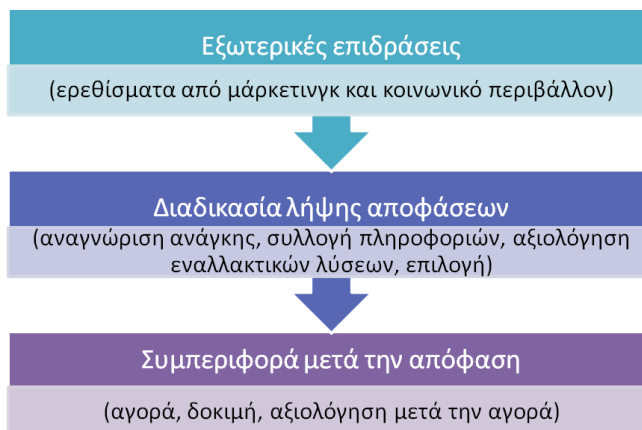 Εξωτερικές επιδράσεις
(ερεθίσματα από μάρκετινγκ και κοινωνικό περιβάλλον)
Διαδικασία λήψης αποφάσεων
(αναγνώριση ανάγκης, συλλογή πληροφοριών, αξιολόγηση
εναλλακτικών λύσεων, επιλογή)
Συμπεριφορά μετά την απόφαση
(αγορά, δοκιμή, αξιολόγηση μετά την αγορά)